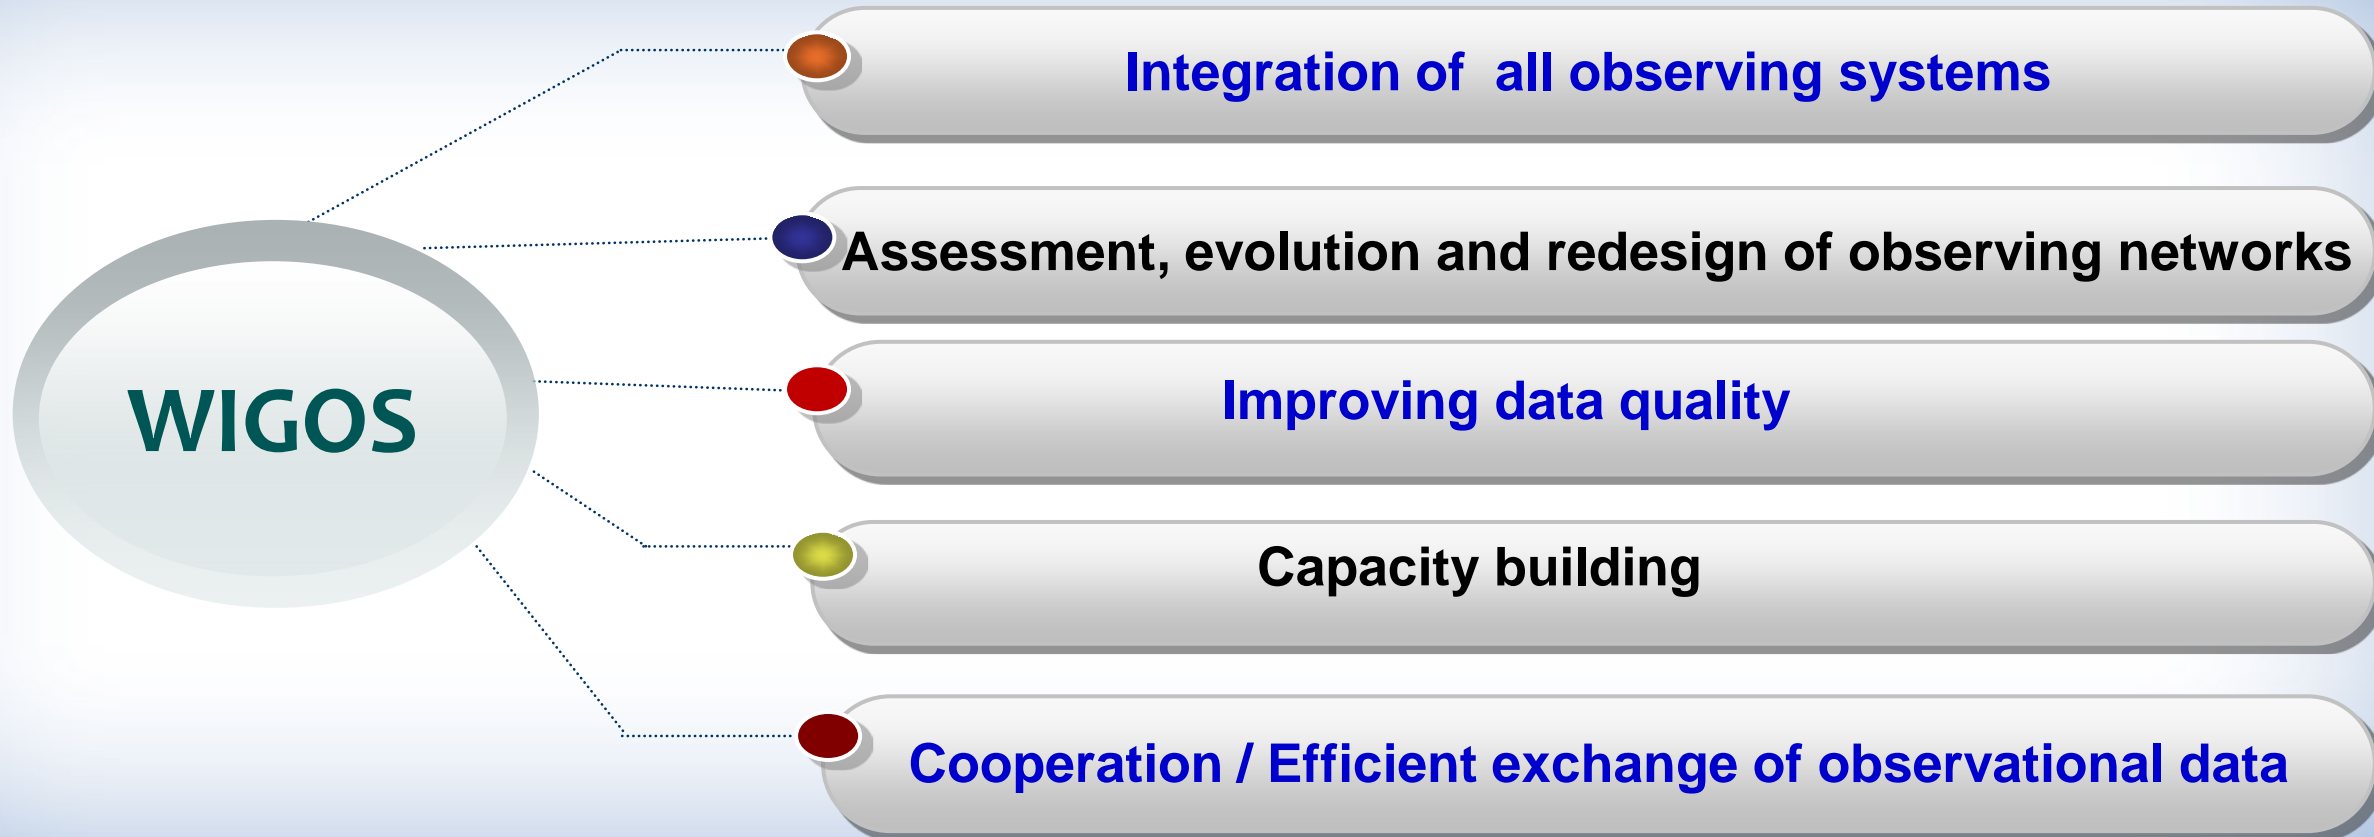 Integration of  all observing systems
Assessment, evolution and redesign of observing networks
WIGOS
Improving data quality
Capacity building
Cooperation / Efficient exchange of observational data